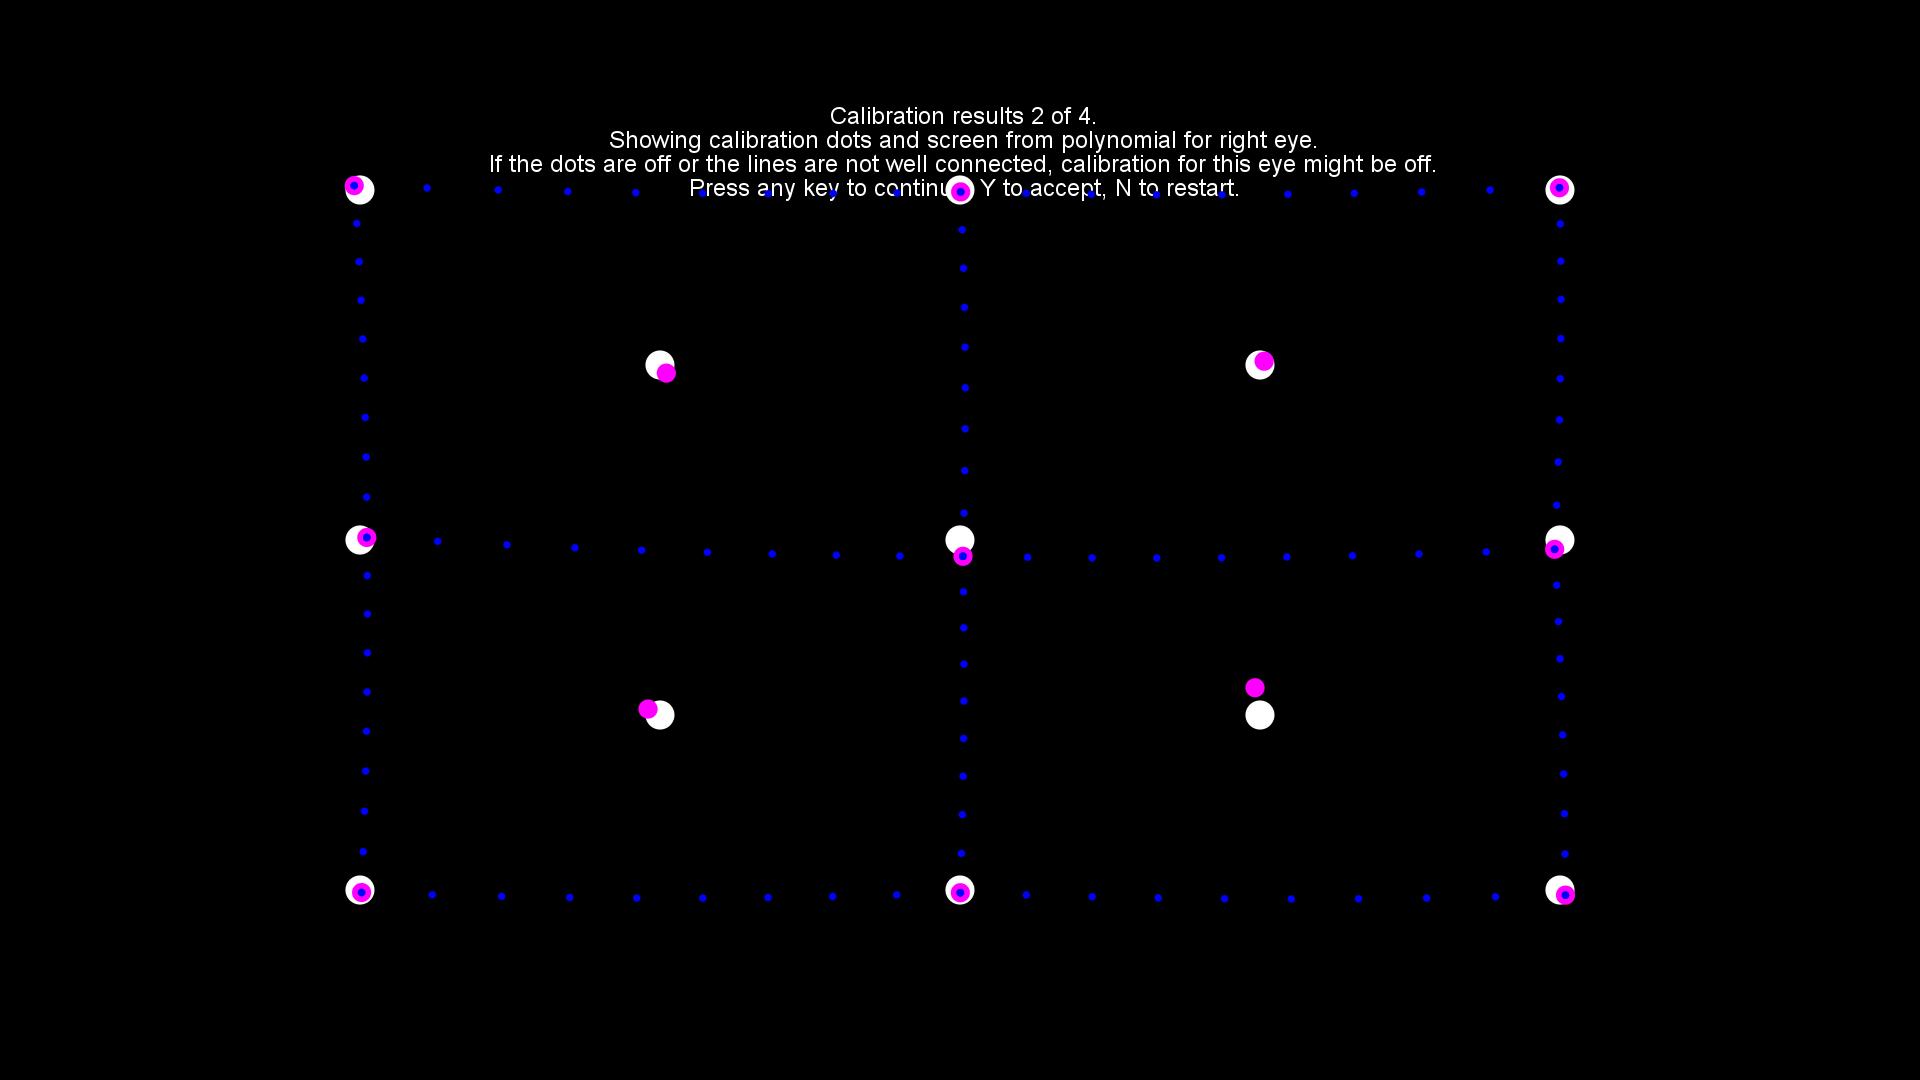 Calibration results 2 of 4.
Showing calibration dots and screen from polynomial for right eye.
If the dots are off or the lines are not well connected, calibration for this eye might be off.
Press any key to continue, Y to accept, N to restart.